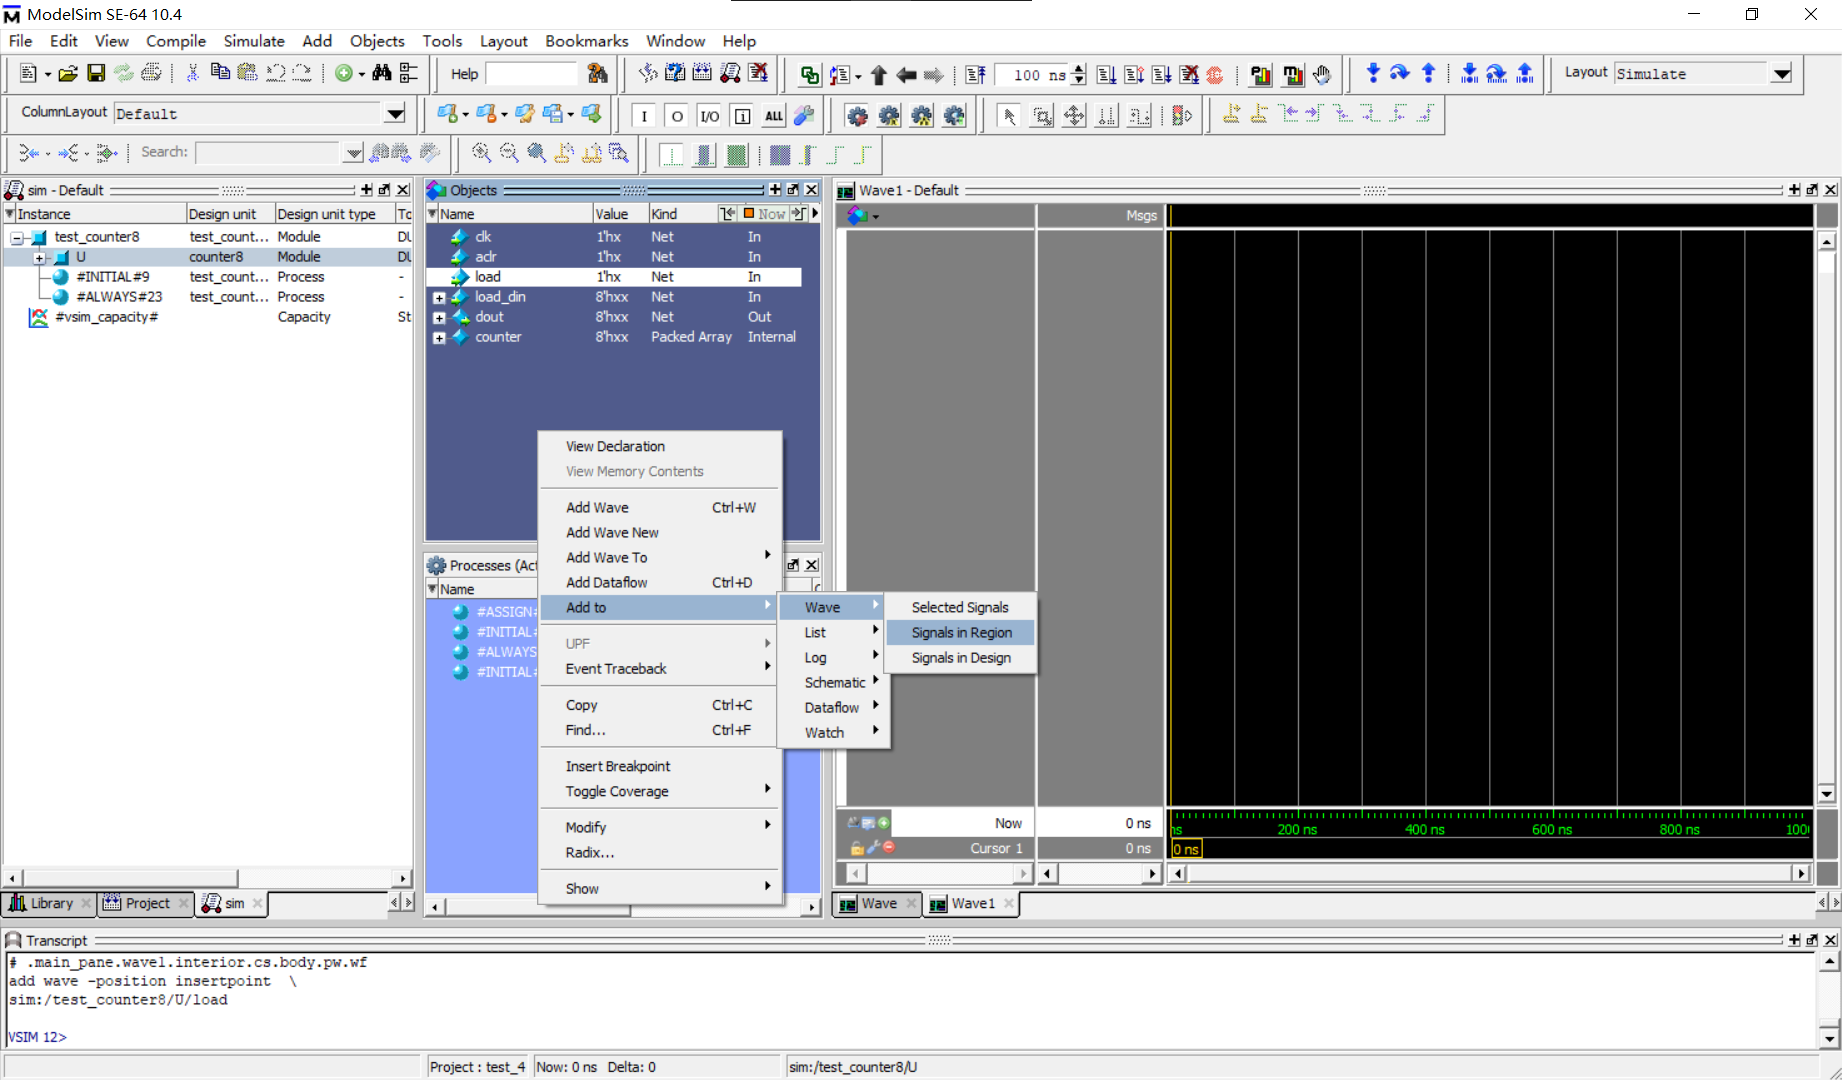 ModelSim SE-64 10.4
File Edit View Compile Simulate Add Objects Tools Layout Bookmarks Window Help
Help
100 ns
Layout Simulate
ColumnLayout Default
I O I/O ALL
Search:
sim - Default
Instance Design unit Design unit type To
test_counter8 test_count... Module DU
U counter8 Module DU
#INITIAL#9 test_count... Process -
#ALWAYS#23 test_count... Process -
#vsim_capacity# Capacity St
Library Project sim
Objects
Name Value Kind Now
clk 1'hx Net In
aclr 1'hx Net In
load 1'hx Net In
load_din 8'hxx Net In
dout 8'hxx Net Out
counter 8'hxx Packed Array Internal
Processes (Act
Name
#ASSIGN#
#INITIAL#
#ALWAYS
#INITIAL#
View Declaration
View Memory Contents
Add Wave Ctrl+W
Add Wave New
Add Wave To
Add Dataflow Ctrl+D
Add to
UPF
Event Traceback
Copy Ctrl+C
Find... Ctrl+F
Insert Breakpoint
Toggle Coverage
Modify
Radix...
Show
Wave
List
Log
Schematic
Dataflow
Watch
Selected Signals
Signals in Region
Signals in Design
Wave1 - Default
Msgs
Now 0 ns
Cursor 1 0 ns
ns 200 ns 400 ns 600 ns 800 ns 100
0 ns
Wave Wave1
Transcript
# .main_pane.wave1.interior.cs.body.pw.wf
add wave -position insertpoint \
sim:/test_counter8/U/load
VSIM 12>
Project : test_4 Now: 0 ns Delta: 0 sim:/test_counter8/U